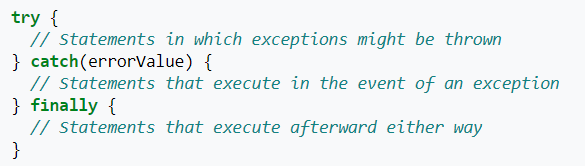 try {
  // Statements in which exceptions might be thrown
} catch(errorValue) {
  // Statements that execute in the event of an exception
} finally {
  // Statements that execute afterward either way
}